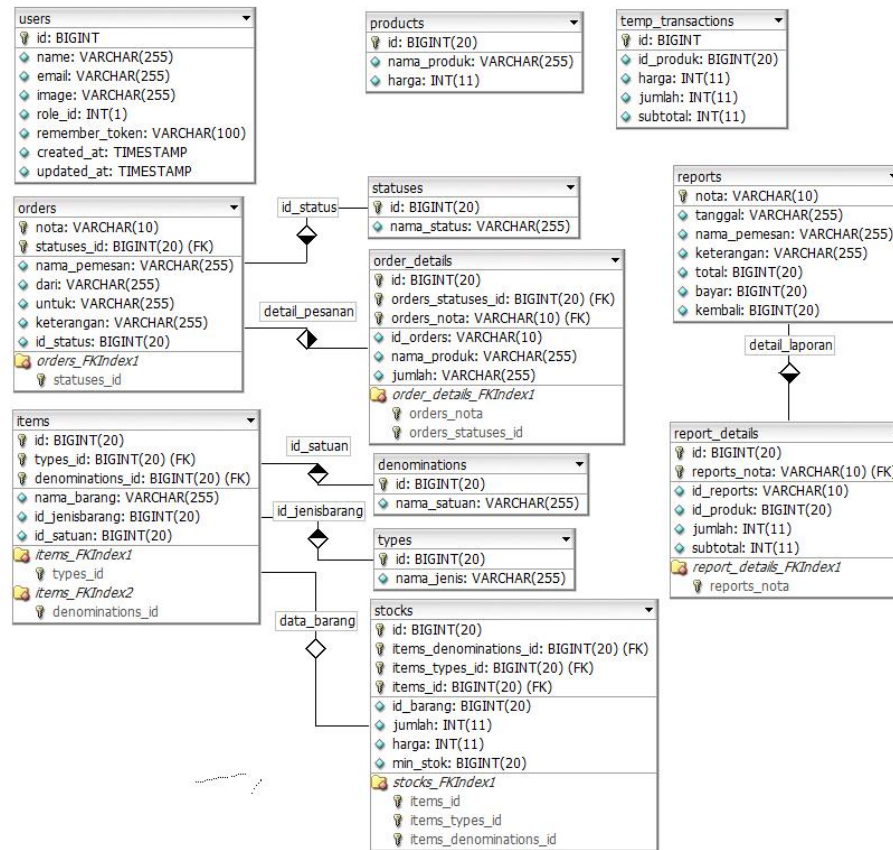 users
id: BIGINT
name: VARCHAR(255)
email: VARCHAR(255)
image: VARCHAR(255)
role_id: INT(1)
remember_token: VARCHAR(100)
created_at: TIMESTAMP
updated_at: TIMESTAMP
products
id: BIGINT(20)
nama_produk: VARCHAR(255)
harga: INT(11)
temp_transactions
id: BIGINT
id_produk: BIGINT(20)
harga: INT(11)
jumlah: INT(11)
subtotal: INT(11)
orders
nota: VARCHAR(10)
statuses_id: BIGINT(20) (FK)
nama_pemesan: VARCHAR(255)
dari: VARCHAR(255)
untuk: VARCHAR(255)
keterangan: VARCHAR(255)
id_status: BIGINT(20)
orders_FKIndex1
statuses_id
id_status
statuses
id: BIGINT(20)
nama_status: VARCHAR(255)
detail_pesanan
order_details
id: BIGINT(20)
orders_statuses_id: BIGINT(20) (FK)
orders_nota: VARCHAR(10) (FK)
id_orders: VARCHAR(10)
nama_produk: VARCHAR(255)
jumlah: VARCHAR(255)
order_details_FKIndex1
orders_nota
orders_statuses_id
reports
nota: VARCHAR(10)
tanggal: VARCHAR(255)
nama_pemesan: VARCHAR(255)
keterangan: VARCHAR(255)
total: BIGINT(20)
bayar: BIGINT(20)
kembali: BIGINT(20)
detail_laporan
report_details
id: BIGINT(20)
reports_nota: VARCHAR(10) (FK)
id_reports: VARCHAR(10)
id_produk: BIGINT(20)
jumlah: INT(11)
subtotal: INT(11)
report_details_FKIndex1
reports_nota
items
id: BIGINT(20)
types_id: BIGINT(20) (FK)
denominations_id: BIGINT(20) (FK)
nama_barang: VARCHAR(255)
id_jenisbarang: BIGINT(20)
id_satuan: BIGINT(20)
items_FKIndex1
types_id
items_FKIndex2
denominations_id
id_satuan
denominations
id: BIGINT(20)
nama_satuan: VARCHAR(255)
id_jenisbarang
types
id: BIGINT(20)
nama_jenis: VARCHAR(255)
data_barang
stocks
id: BIGINT(20)
items_denominations_id: BIGINT(20) (FK)
items_types_id: BIGINT(20) (FK)
items_id: BIGINT(20) (FK)
id_barang: BIGINT(20)
jumlah: INT(11)
harga: INT(11)
min_stok: BIGINT(20)
stocks_FKIndex1
items_id
items_types_id
items_denominations_id